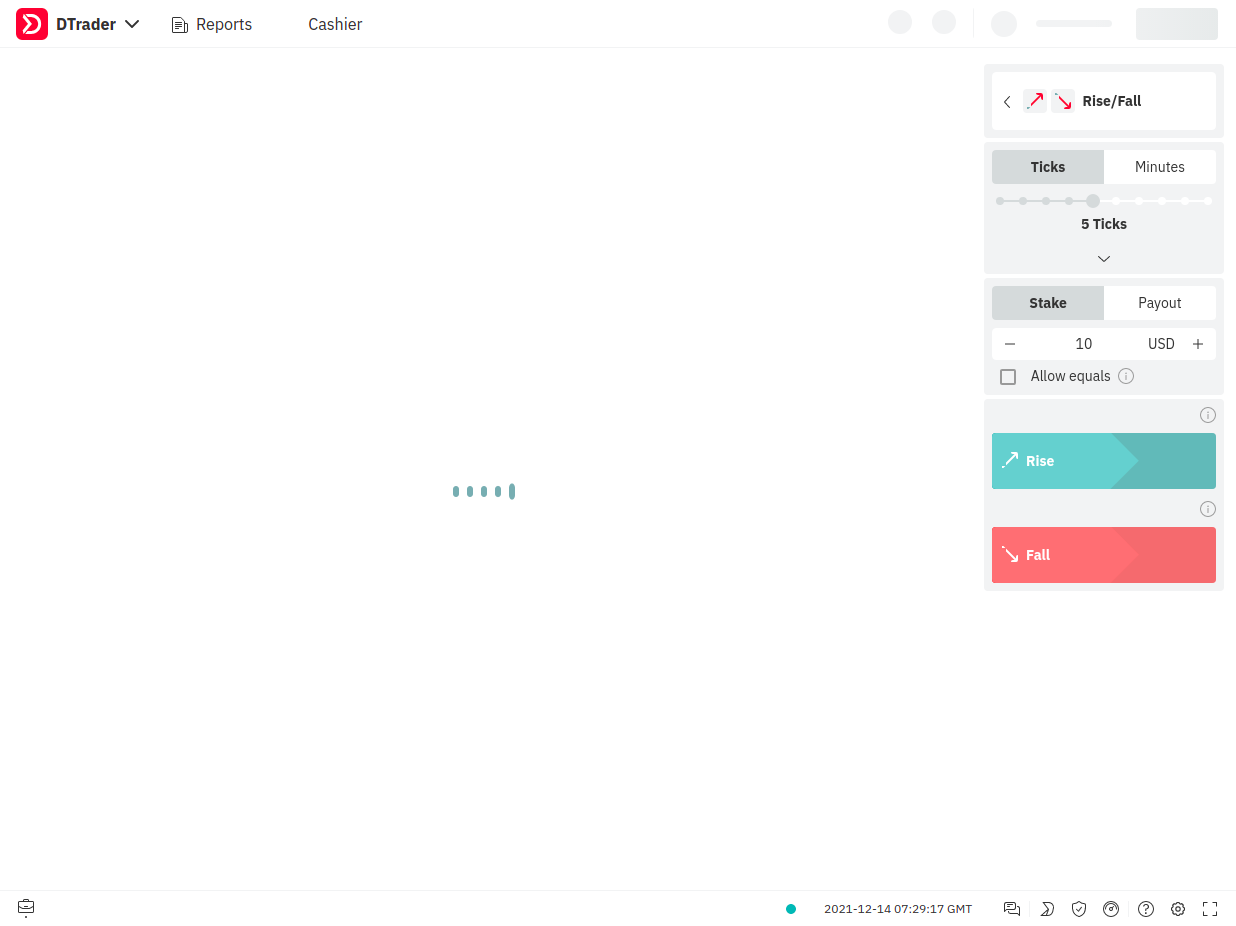 DTrader
Reports
Cashier
Rise/Fall
Ticks
Minutes
5 Ticks
Stake
Payout
10
USD
Allow equals
Rise
Fall
2021-12-14 07:29:17 GMT